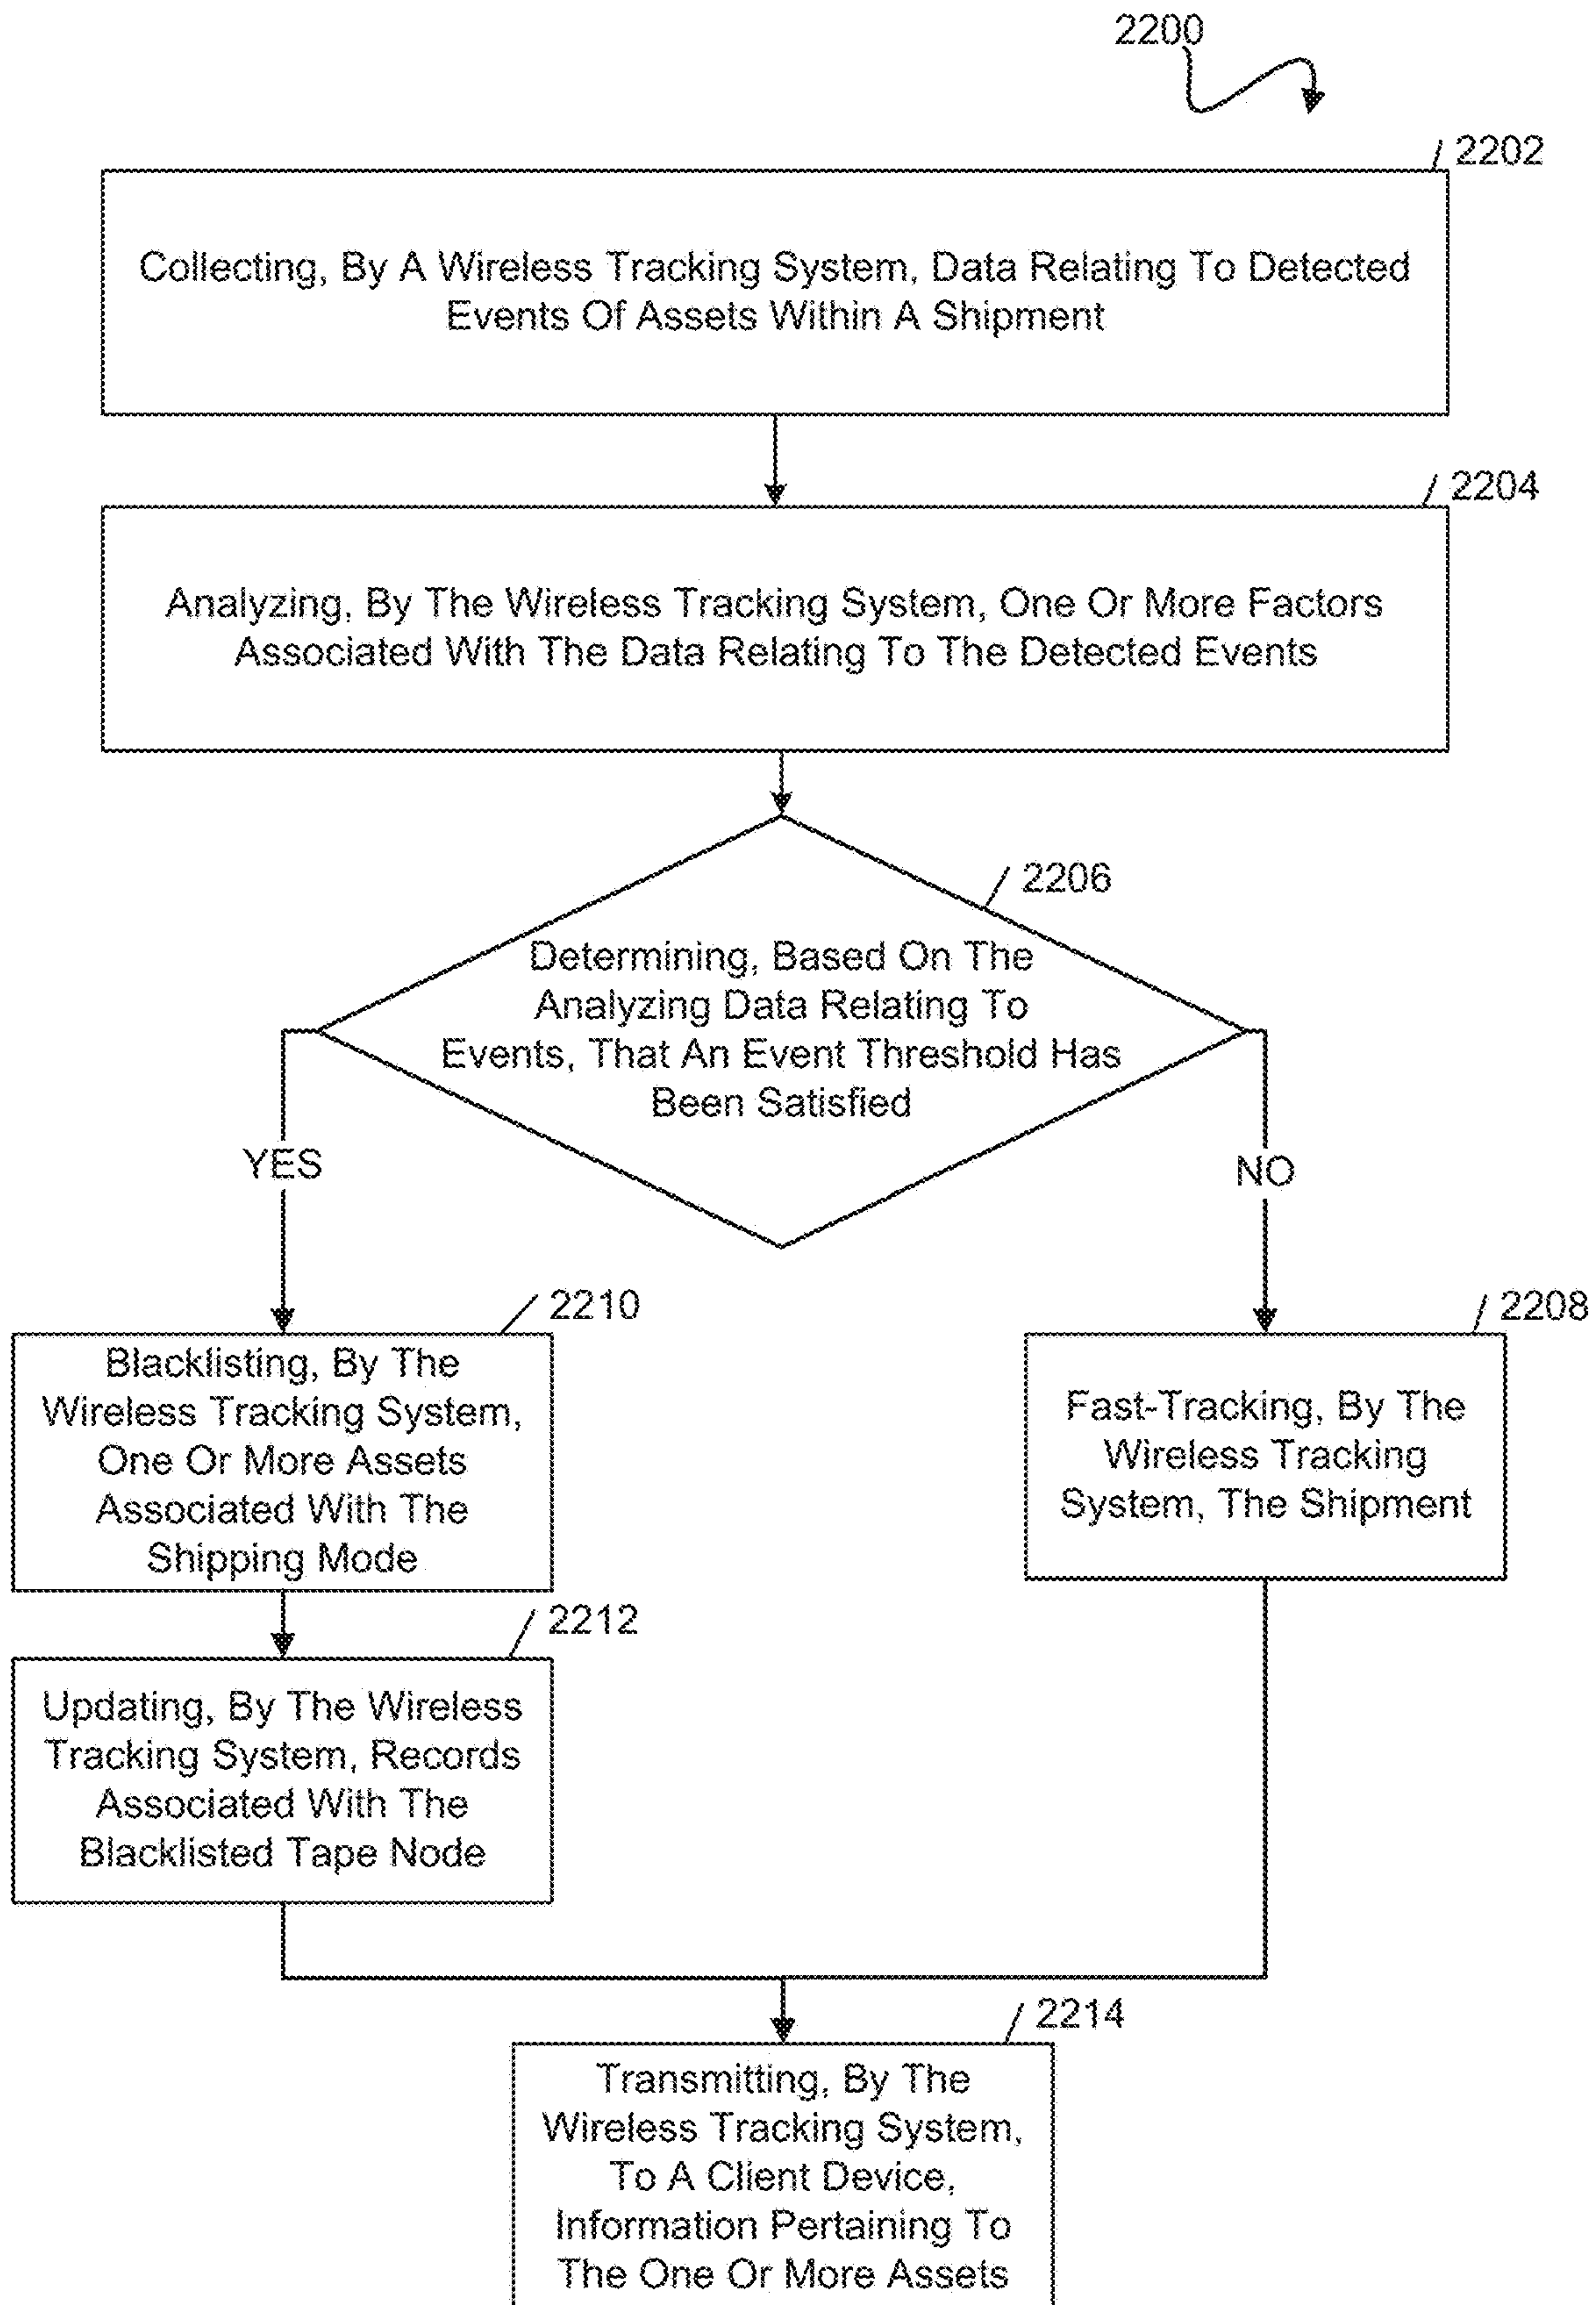 2200
2202
Collecting, By A Wireless Tracking System, Data Relating To Detected
Events Of Assets Within A Shipment
2204
Analyzing, By The Wireless Tracking System, One Or More Factors
Associated With The Data Relating To The Detected Events
2206
Determining, Based On The
Analyzing Data Relating To
Events, That An Event Threshold Has
Been Satisfied
YES
NO
2210
Blacklisting, By The
Wireless Tracking System,
One Or More Assets
Associated With The
Shipping Mode
2208
Fast-Tracking, By The
Wireless Tracking
System, The Shipment
2212
Updating, By The Wireless
Tracking System, Records
Associated With The
Blacklisted Tape Node
2214
Transmitting, By The
Wireless Tracking System,
To A Client Device,
Information Pertaining To
The One Or More Assets